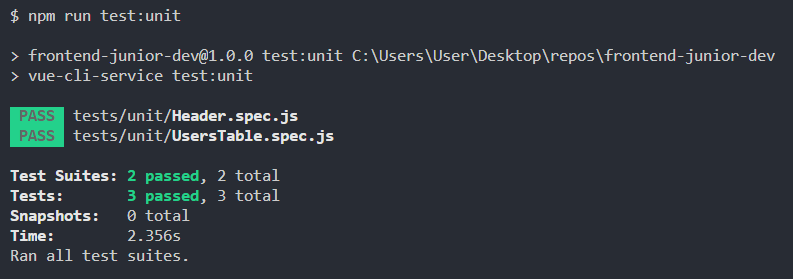 $ npm run test:unit
> frontend-junior-dev@1.0.0 test:unit C:\Users\User\Desktop\repos\frontend-junior-dev
> vue-cli-service test:unit
PASS tests/unit/Header.spec.js
PASS tests/unit/UsersTable.spec.js
Test Suites: 2 passed, 2 total
Tests: 3 passed, 3 total
Snapshots: 0 total
Time: 2.356s
Ran all test suites.